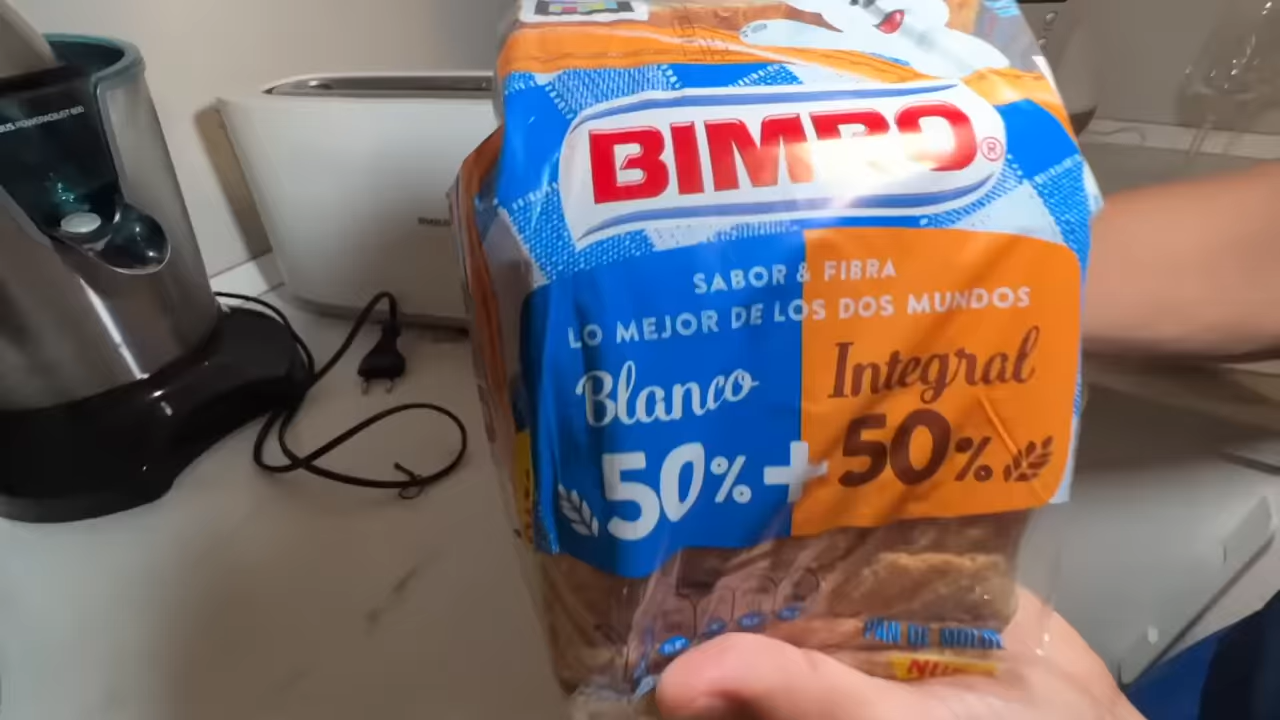 BIMBO®
SABOR & FIBRA
LO MEJOR DE LOS DOS MUNDOS
Blanco
Integral
50% + 50%
PAN DE MOLDE